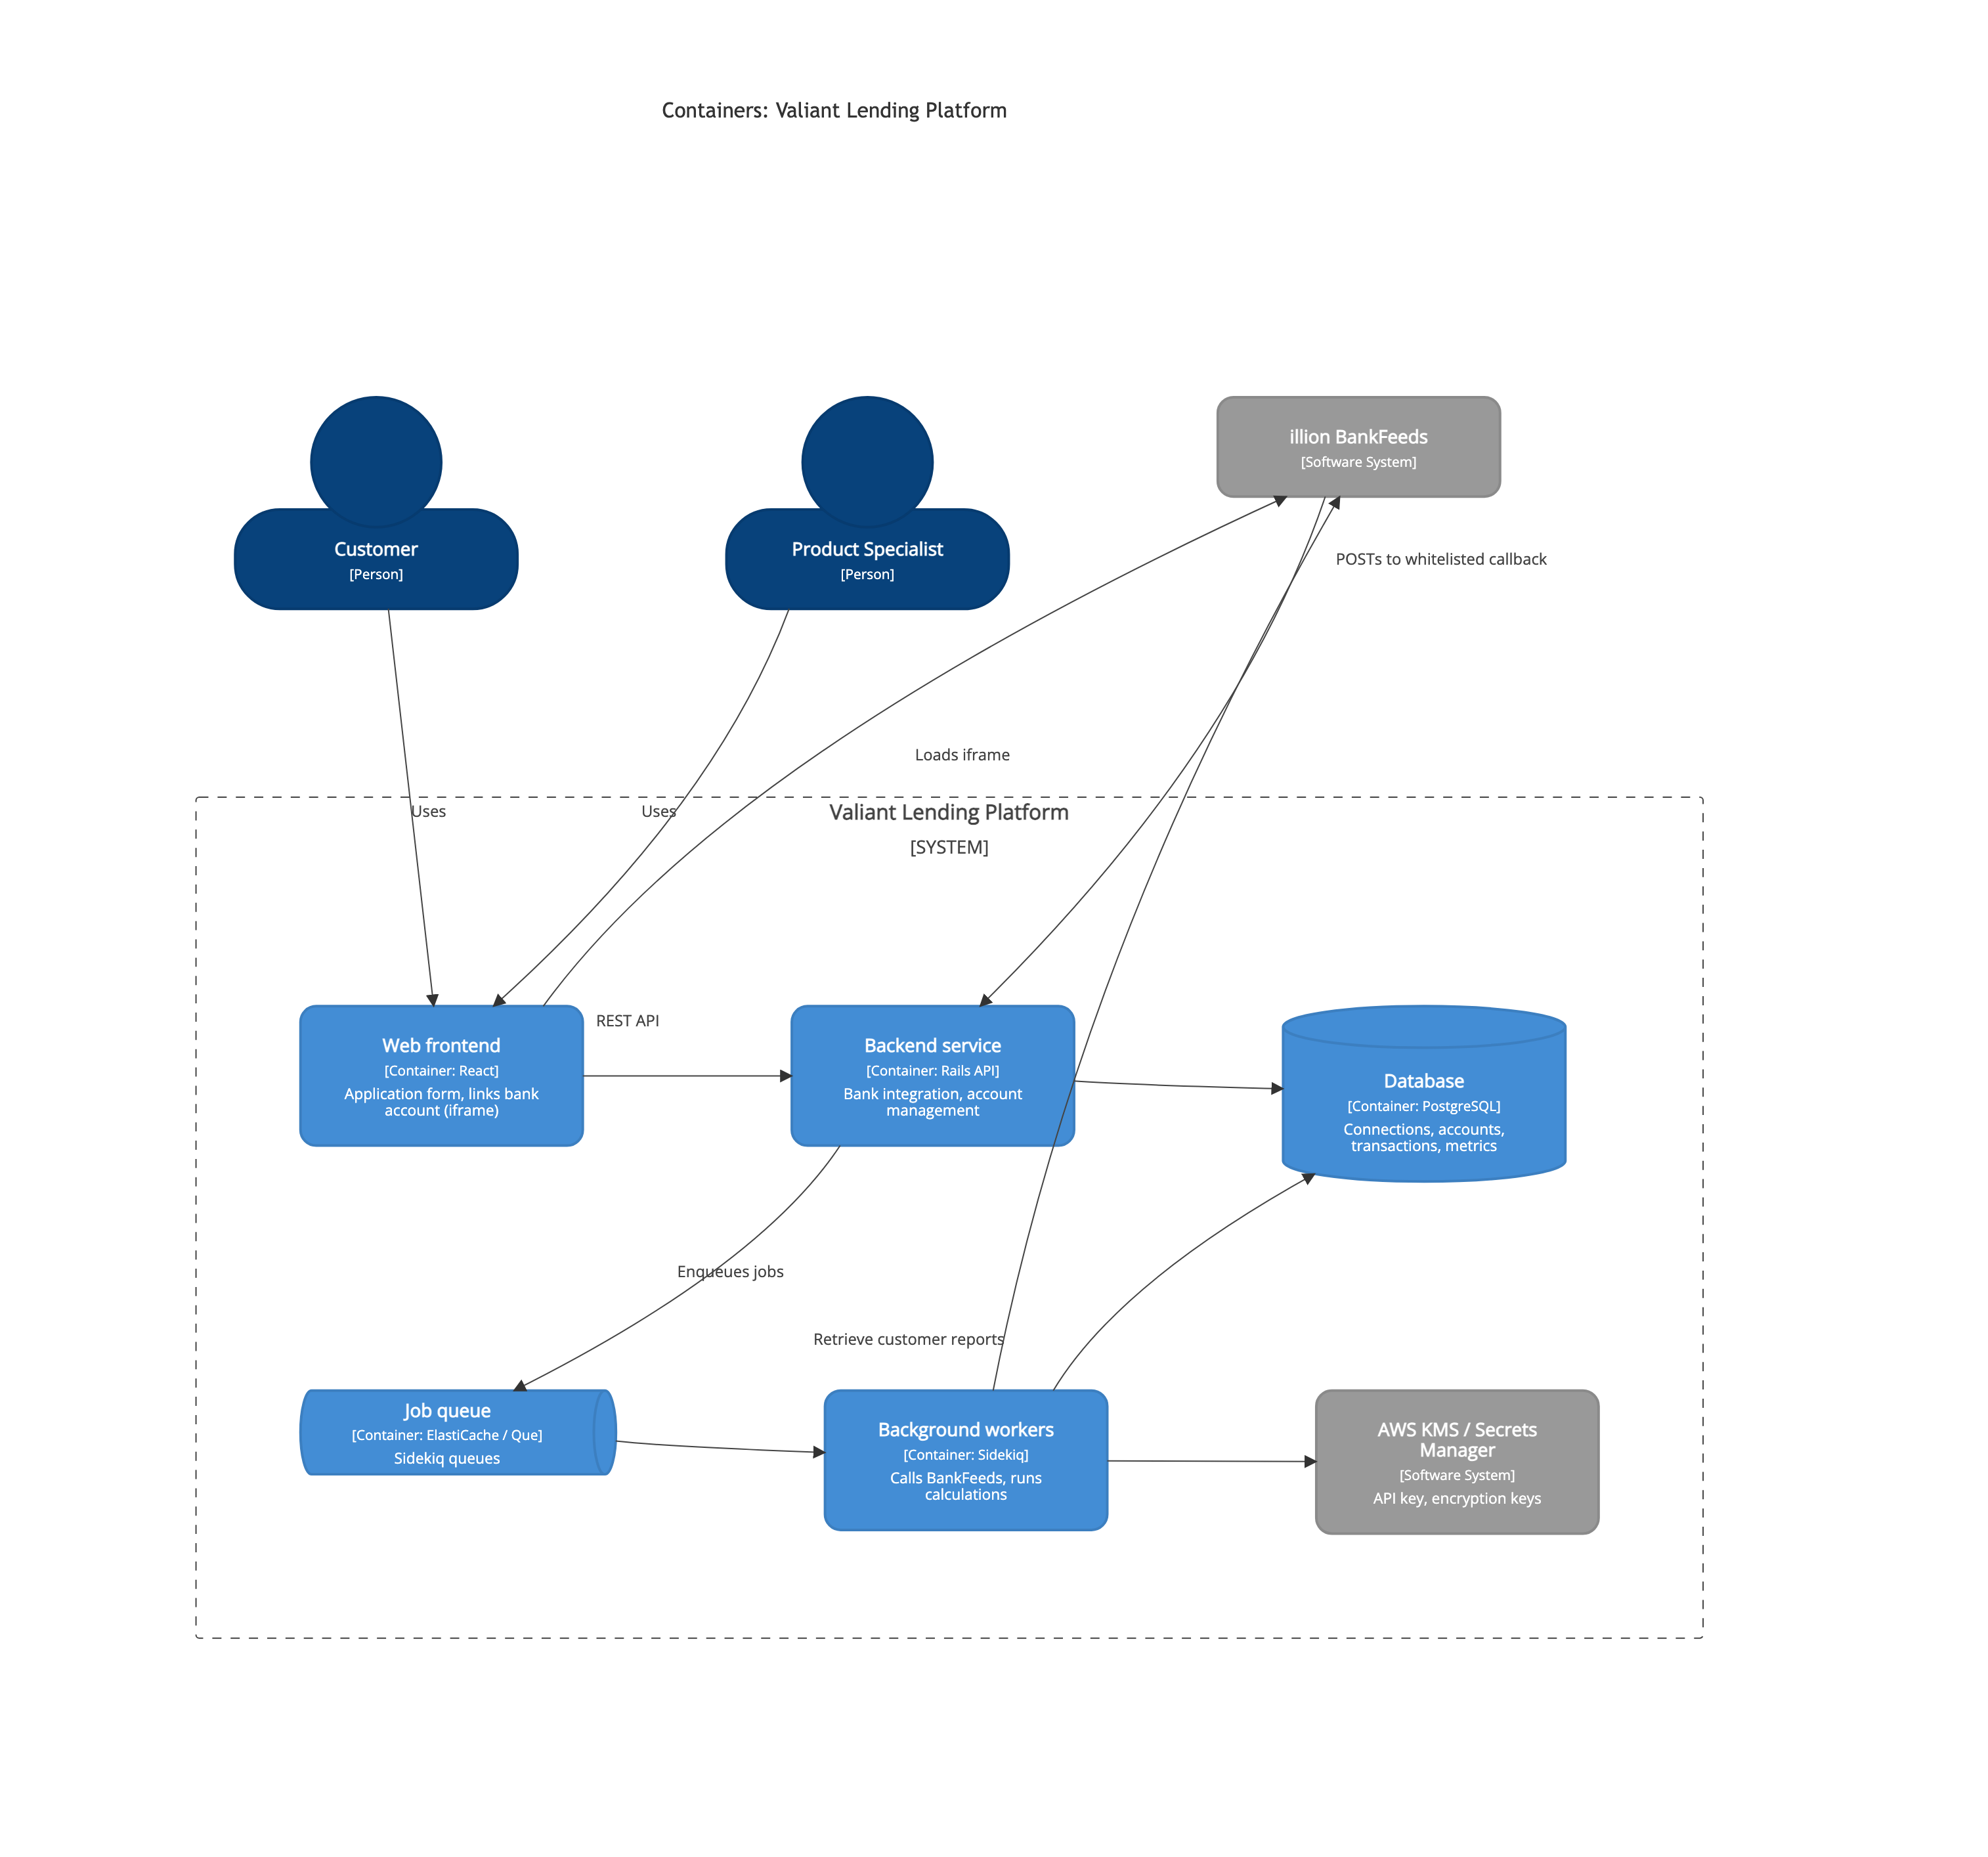 Containers: Valiant Lending Platform
Customer
[Person]
Product Specialist
[Person]
illion BankFeeds
[Software System]
POSTs to whitelisted callback
Loads iframe
Uses
Uses
Valiant Lending Platform
[SYSTEM]
REST API
Web frontend
[Container: React]
Application form, links bank
account (iframe)
Backend service
[Container: Rails API]
Bank integration, account
management
Database
[Container: PostgreSQL]
Connections, accounts,
transactions, metrics
Enqueues jobs
Retrieve customer reports
Job queue
[Container: ElastiCache / Que]
Sidekiq queues
Background workers
[Container: Sidekiq]
Calls BankFeeds, runs
calculations
AWS KMS / Secrets
Manager
[Software System]
API key, encryption keys